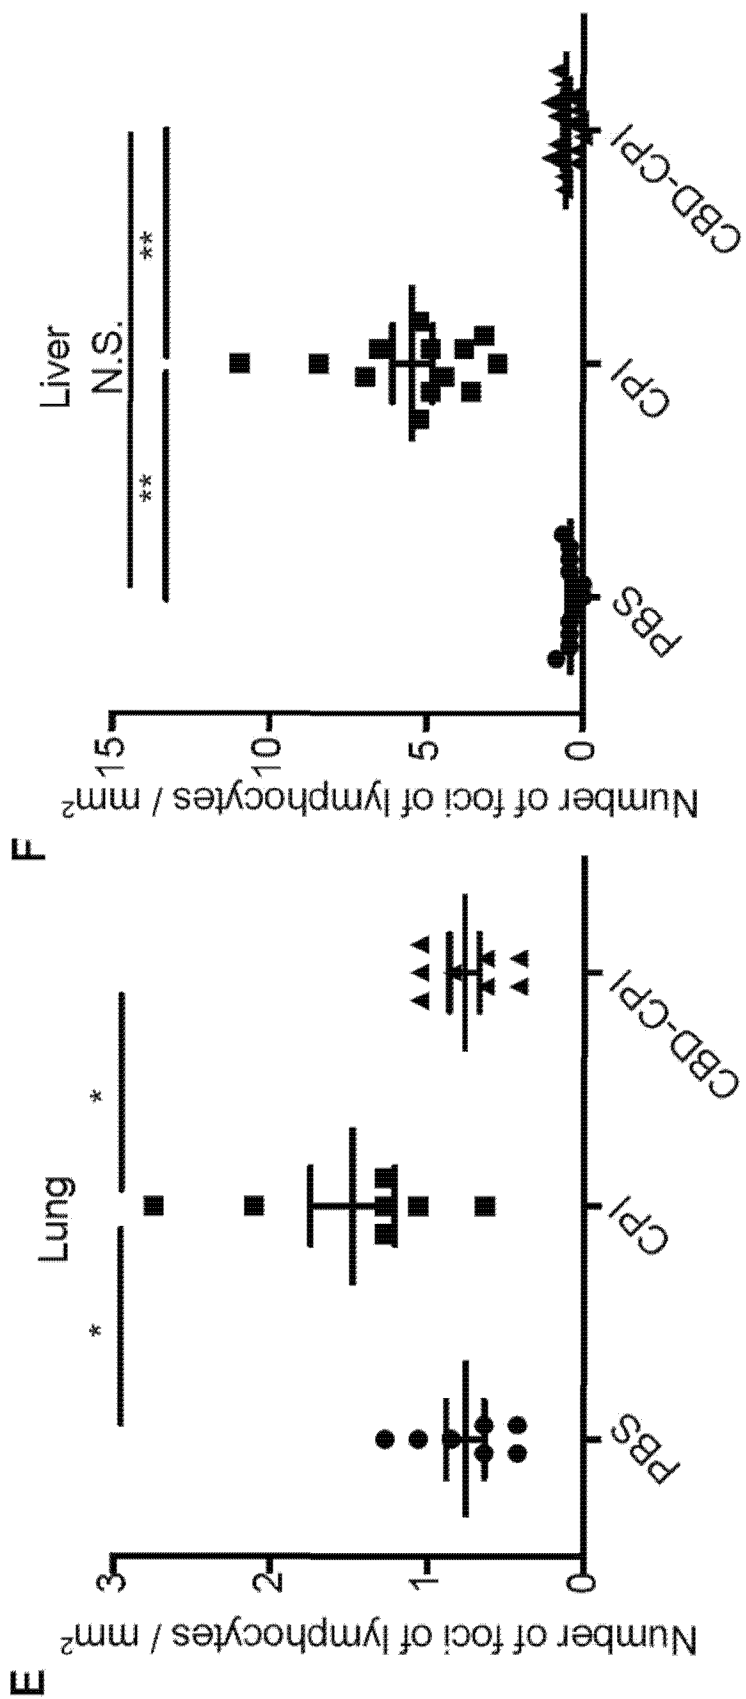 E
Lung
*
*
Number of foci of lymphocytes / mm²
3
2
1
0
PBS
CPI
CBD-CPI
F
Liver
N.S.
**
**
Number of foci of lymphocytes / mm²
15
10
5
0
PBS
CPI
CBD-CPI